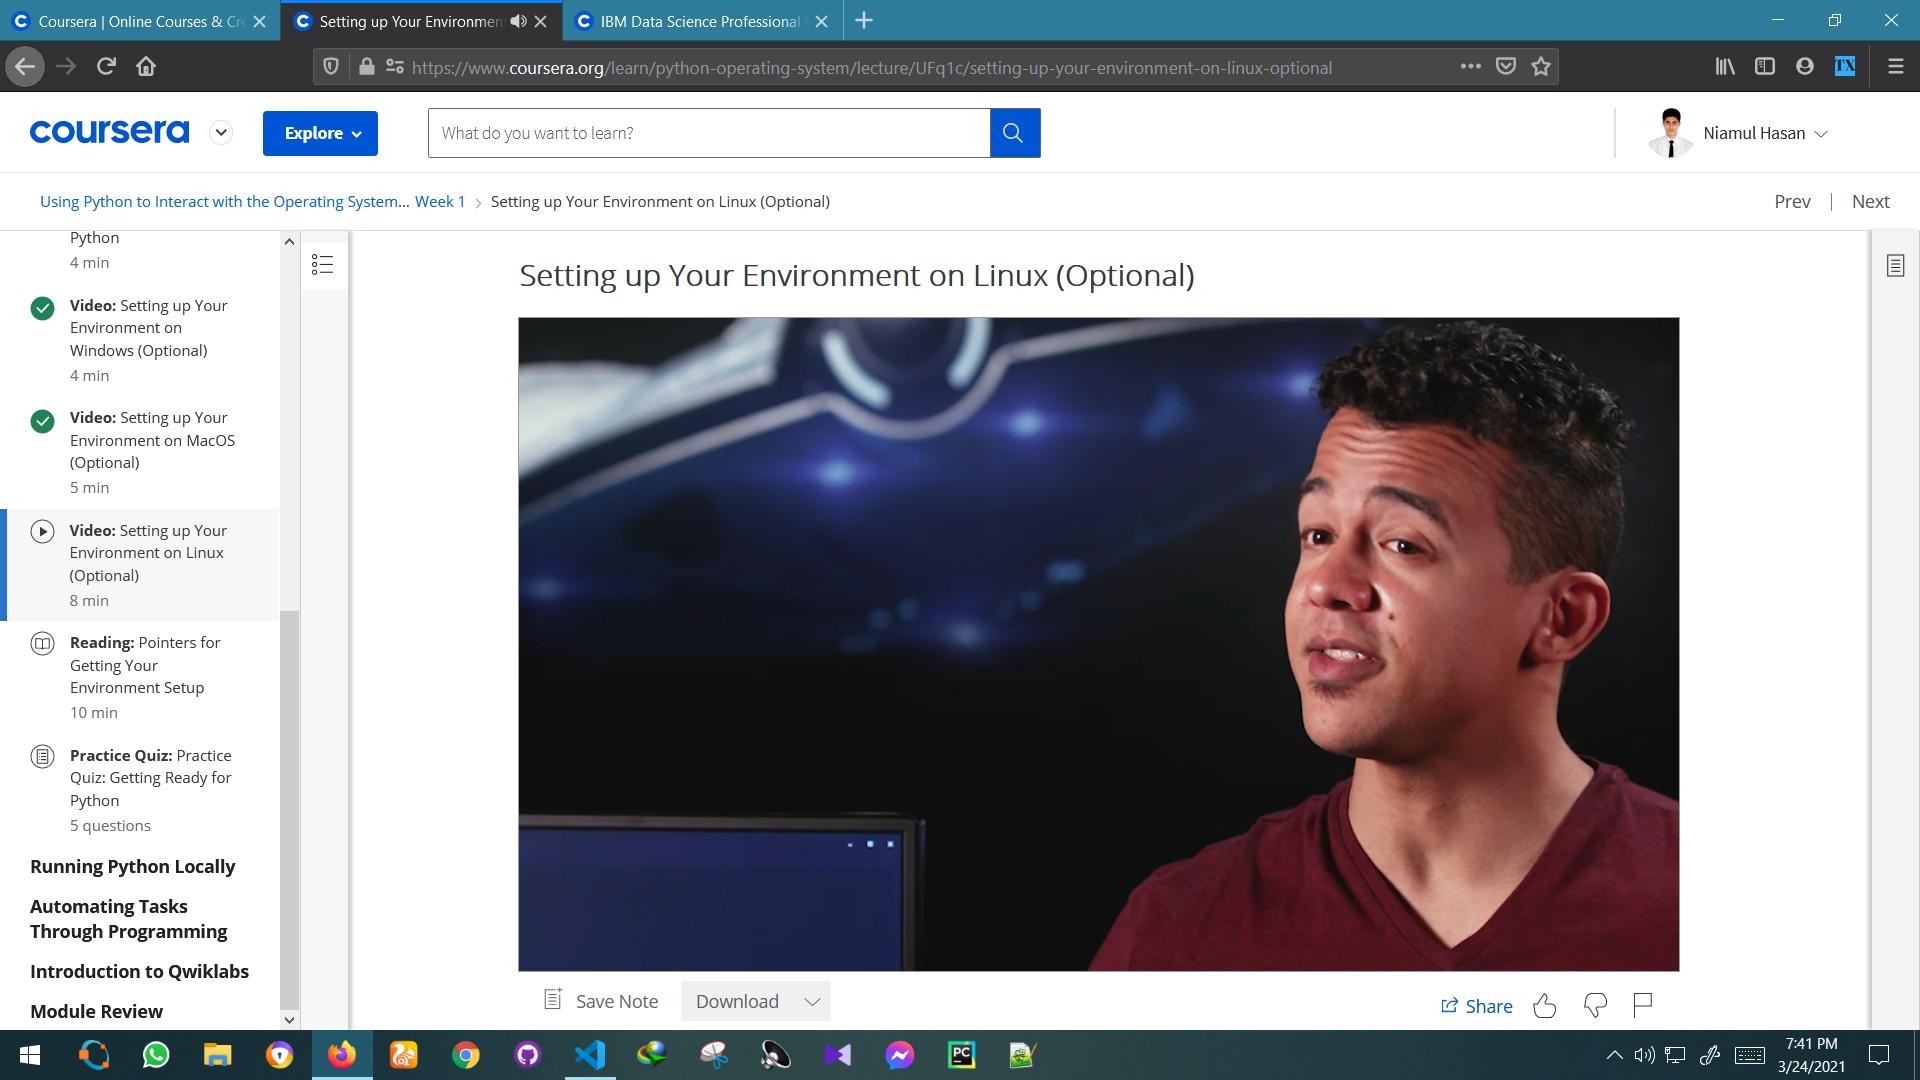 Coursera | Online Courses & Cre
Setting up Your Environment
IBM Data Science Professional
https://www.coursera.org/learn/python-operating-system/lecture/UFq1c/setting-up-your-environment-on-linux-optional
TX
coursera
Explore
What do you want to learn?
Niamul Hasan
Using Python to Interact with the Operating System... Week 1 > Setting up Your Environment on Linux (Optional)
Prev | Next
Python
4 min
Video: Setting up Your
Environment on
Windows (Optional)
4 min
Video: Setting up Your
Environment on MacOS
(Optional)
5 min
Video: Setting up Your
Environment on Linux
(Optional)
8 min
Reading: Pointers for
Getting Your
Environment Setup
10 min
Practice Quiz: Practice
Quiz: Getting Ready for
Python
5 questions
Running Python Locally
Automating Tasks
Through Programming
Introduction to Qwiklabs
Module Review
Setting up Your Environment on Linux (Optional)
Save Note
Download
Share
PC
7:41 PM
3/24/2021